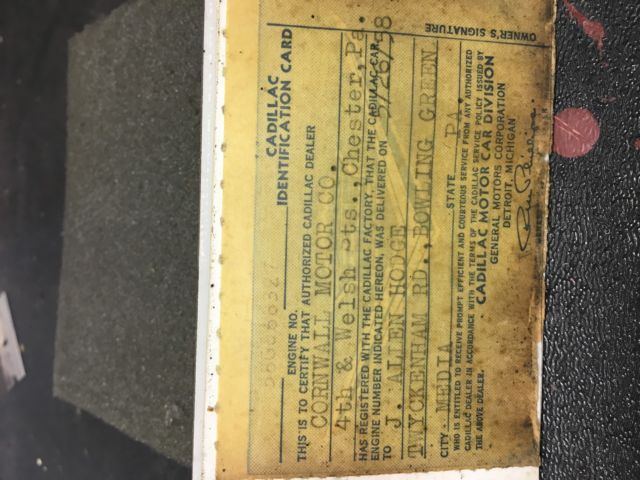 CADILLAC
IDENTIFICATION CARD
ENGINE NO.
THIS IS TO CERTIFY THAT AUTHORIZED CADILLAC DEALER
CORNWALL MOTOR CO.
4th & Welsh Sts., Chester, Pa.
HAS REGISTERED WITH THE CADILLAC FACTORY, THAT THE CADILLAC CAR,
ENGINE NUMBER INDICATED HEREON, WAS DELIVERED ON 5/26/58
TO J. ALLEN HODGE
TWYCKENHAM RD., BOWLING GREEN
CITY MEDIA STATE PA.
WHO IS ENTITLED TO RECEIVE PROMPT EFFICIENT AND COURTEOUS SERVICE FROM ANY AUTHORIZED
CADILLAC DEALER IN ACCORDANCE WITH THE TERMS OF THE CADILLAC SERVICE POLICY ISSUED BY
THE ABOVE DEALER.
CADILLAC MOTOR CAR DIVISION
GENERAL MOTORS CORPORATION
DETROIT, MICHIGAN
OWNER'S SIGNATURE